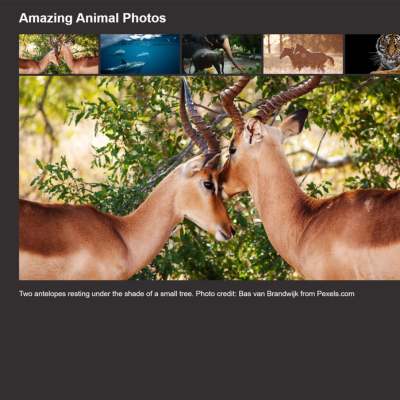 Amazing Animal Photos
Two antelopes resting under the shade of a small tree. Photo credit: Bas van Brandwijk from Pexels.com